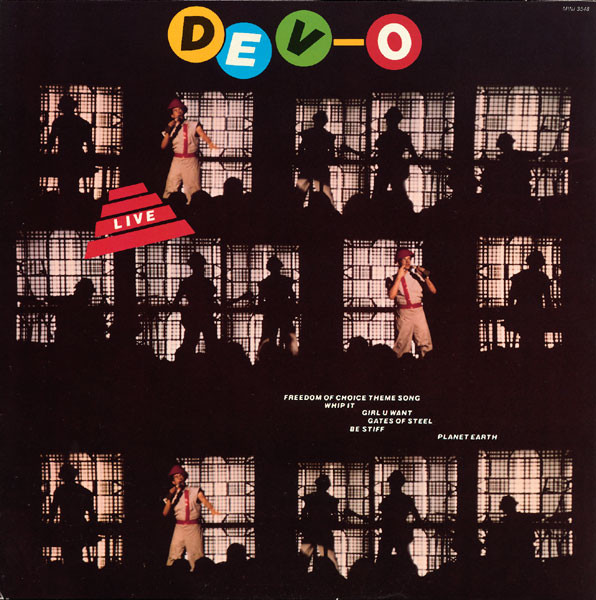 MINI 3548
DEV-O
LIVE
FREEDOM OF CHOICE THEME SONG
WHIP IT
GIRL U WANT
GATES OF STEEL
BE STIFF
PLANET EARTH